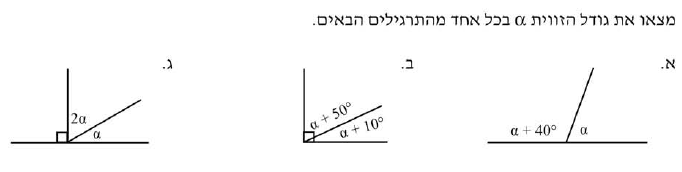 מצאו את גודל הזווית α בכל אחד מהתרגילים הבאים.
א.
α + 40°
α
ב.
α + 50°
α + 10°
ג.
2α
α